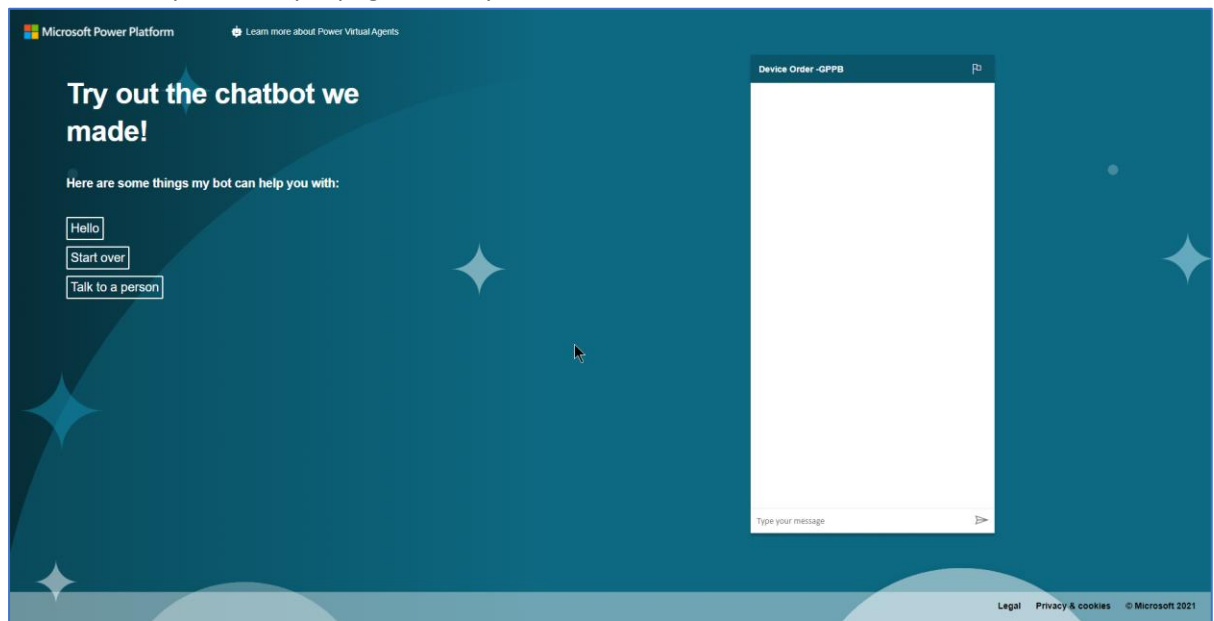 Microsoft Power Platform
Learn more about Power Virtual Agents
Try out the chatbot we
made!
Here are some things my bot can help you with:
Hello
Start over
Talk to a person
Device Order -GPPB
Type your message
Legal Privacy & cookies © Microsoft 2021